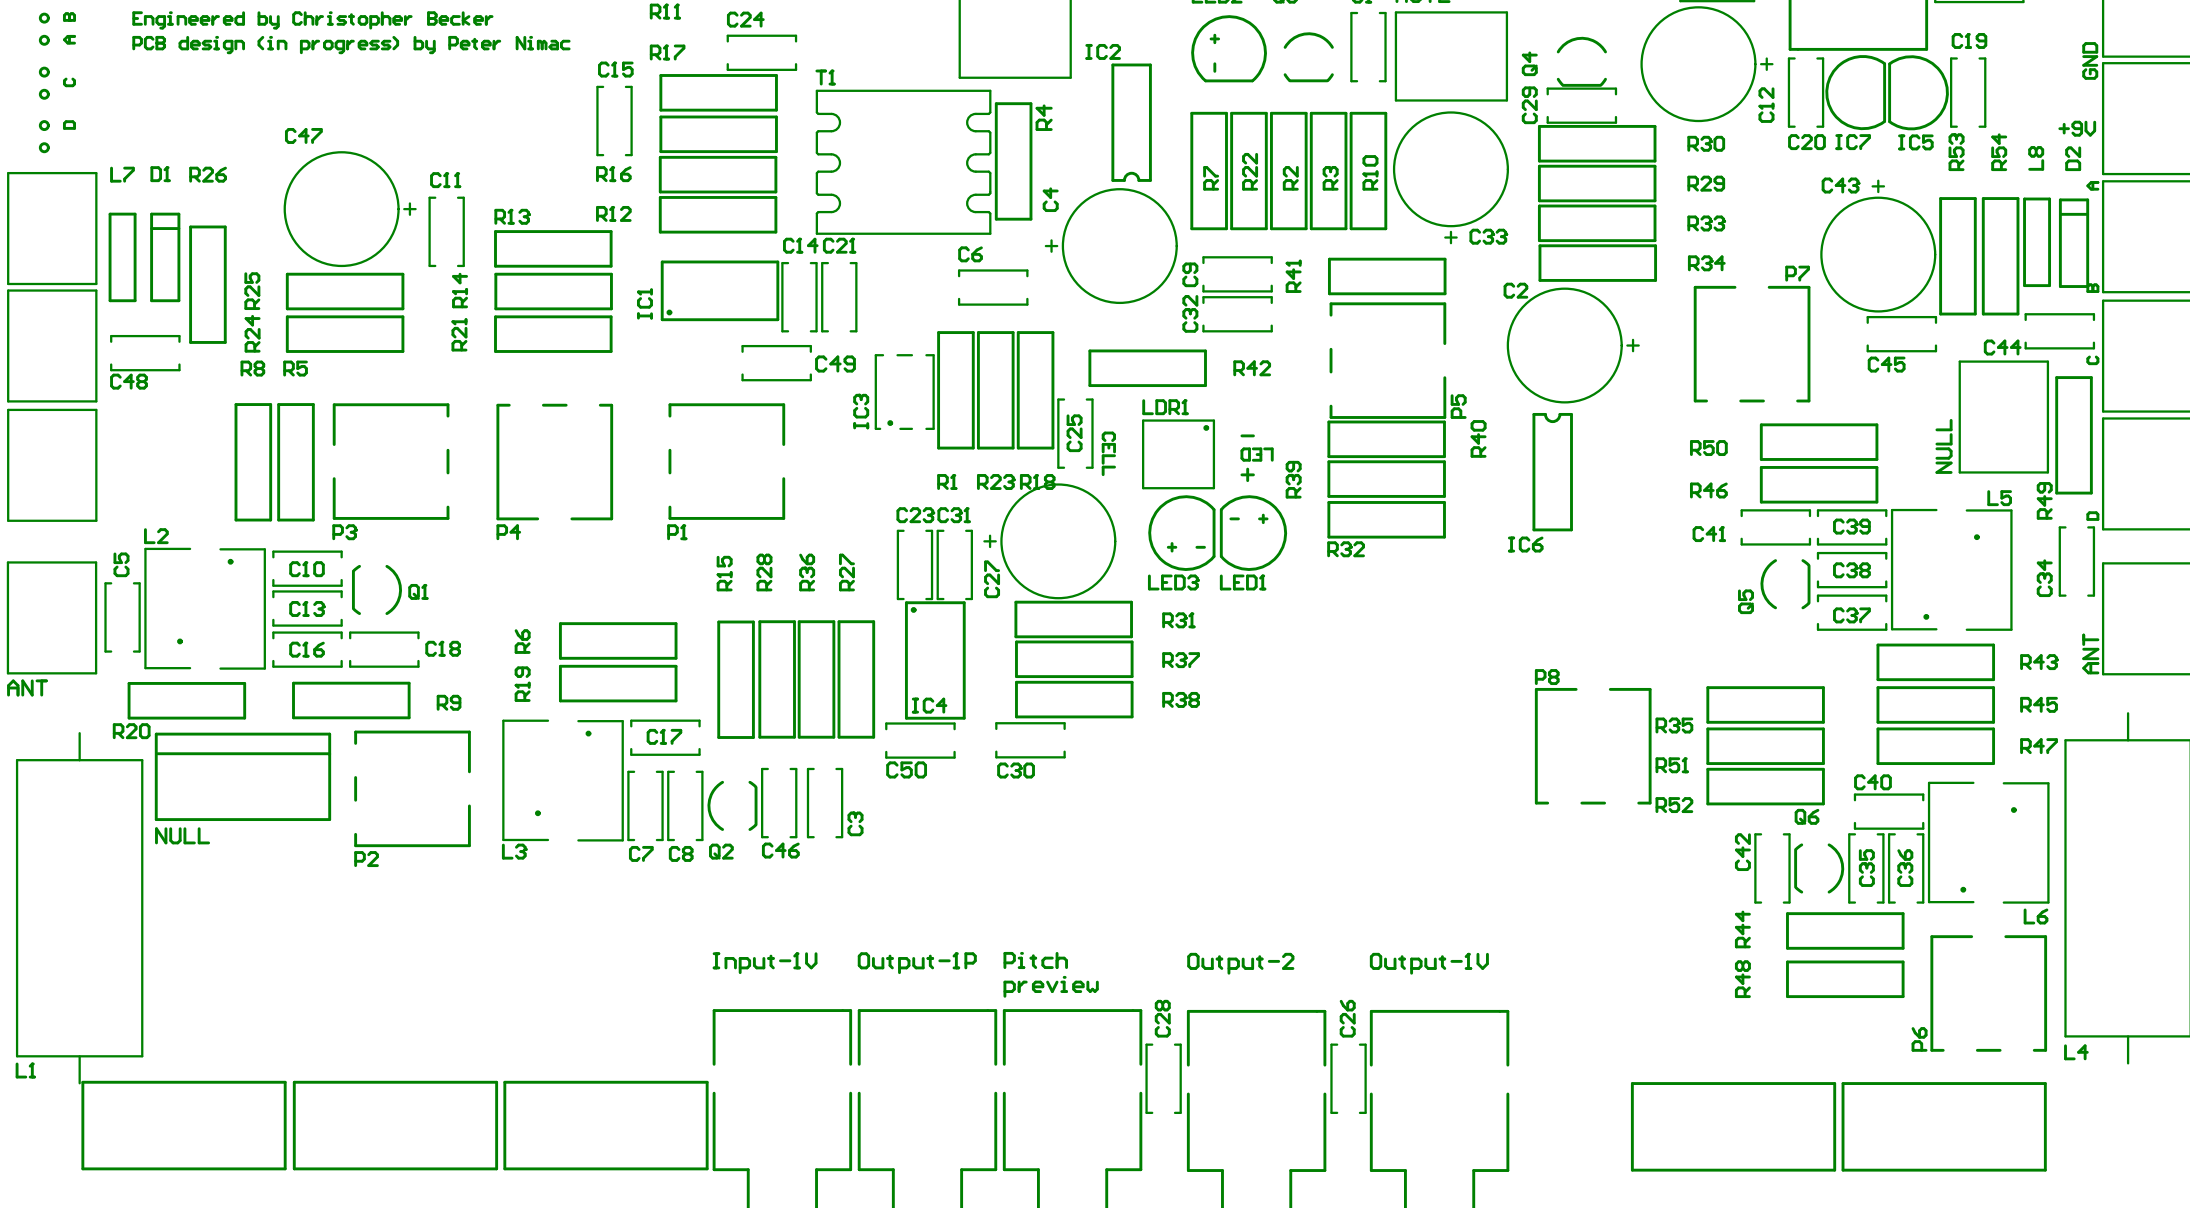 Engineered by Christopher Becker
PCB design (in progress) by Peter Nimac
B
A
C
D
R11
R17
C24
C15
T1
IC2
R4
C4
Q4
C29
C12
C19
C20
IC7
IC5
GND
+9V
R53
R54
L8
D2
C47
L7
D1
R26
C11
R13
R16
R12
C14
C21
C6
R7
R22
R2
R3
R10
C33
R30
R29
R33
R34
C43
P7
A
B
C
D
R25
R24
R14
R21
IC1
C9
C32
R41
C2
C48
R8
R5
C49
IC3
R42
C45
C44
LDR1
C25
CELL
LED
-
+
P5
R40
R39
R50
R46
NULL
L5
R49
R1
R23
R18
L2
P3
P4
P1
C23
C31
R32
IC6
C41
C39
C38
C37
C34
C5
C10
C13
C16
Q1
C18
R15
R28
R36
R27
C27
LED3
LED1
Q5
R6
R19
R31
R37
R38
ANT
ANT
R43
R45
R47
R20
R9
IC4
P8
R35
R51
R52
C17
C50
C30
C40
Q6
NULL
P2
L3
C7
C8
Q2
C46
C3
C42
C35
C36
L6
R44
R48
P6
Input-1V
Output-1P
Pitch
preview
Output-2
Output-1V
C28
C26
L1
L4